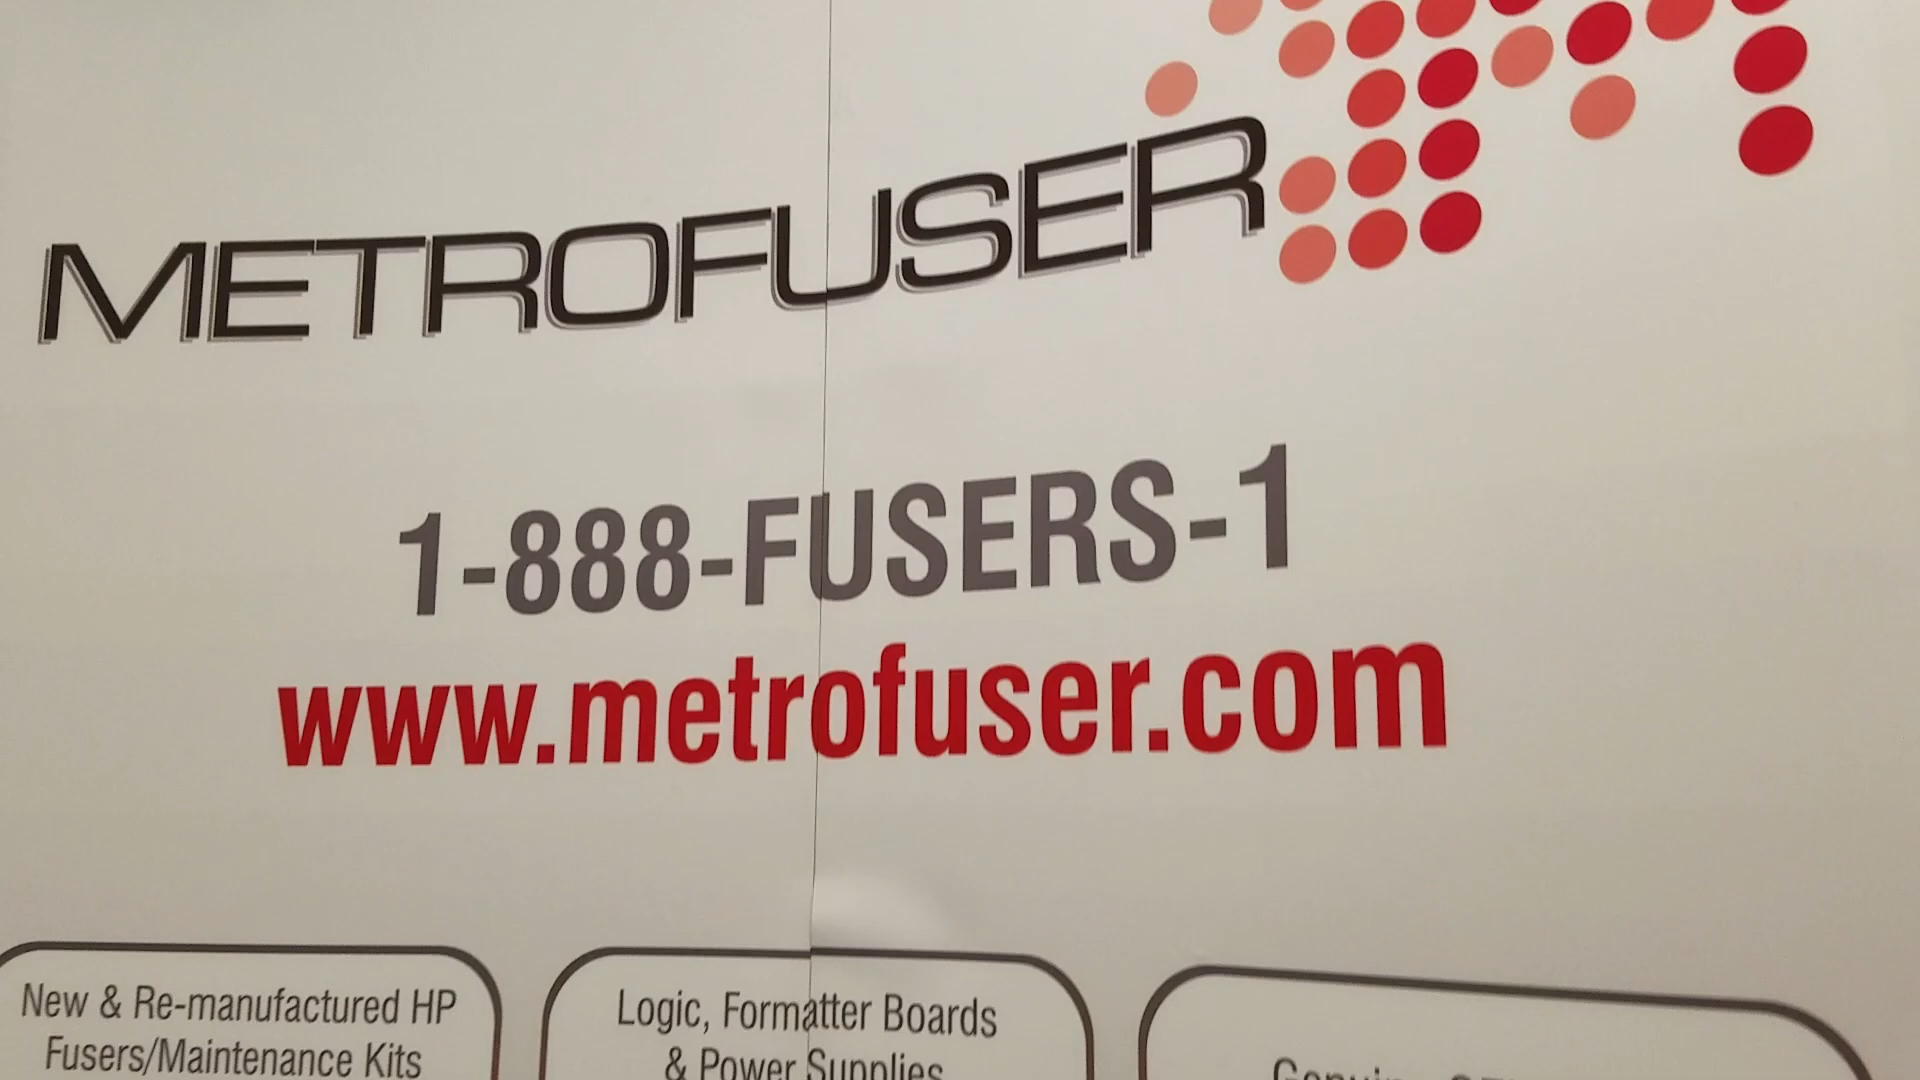 METROFUSER
1-888-FUSERS-1
www.metrofuser.com
New & Re-manufactured HP
Fusers/Maintenance Kits
Logic, Formatter Boards
& Power Supplies